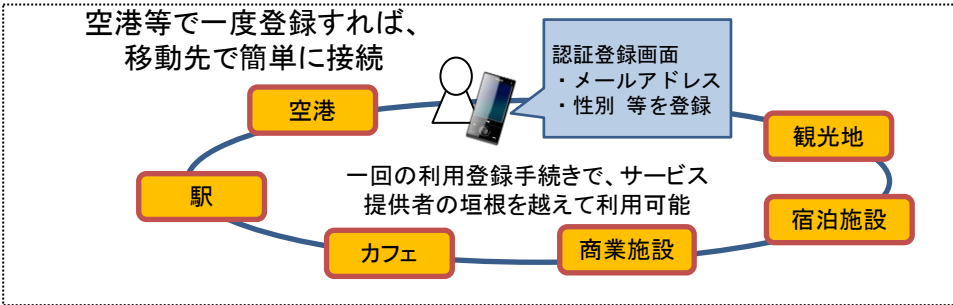 空港等で一度登録すれば、
移動先で簡単に接続
認証登録画面
・メールアドレス
・性別 等を登録
空港
観光地
一回の利用登録手続きで、サービス
提供者の垣根を越えて利用可能
駅
宿泊施設
カフェ
商業施設